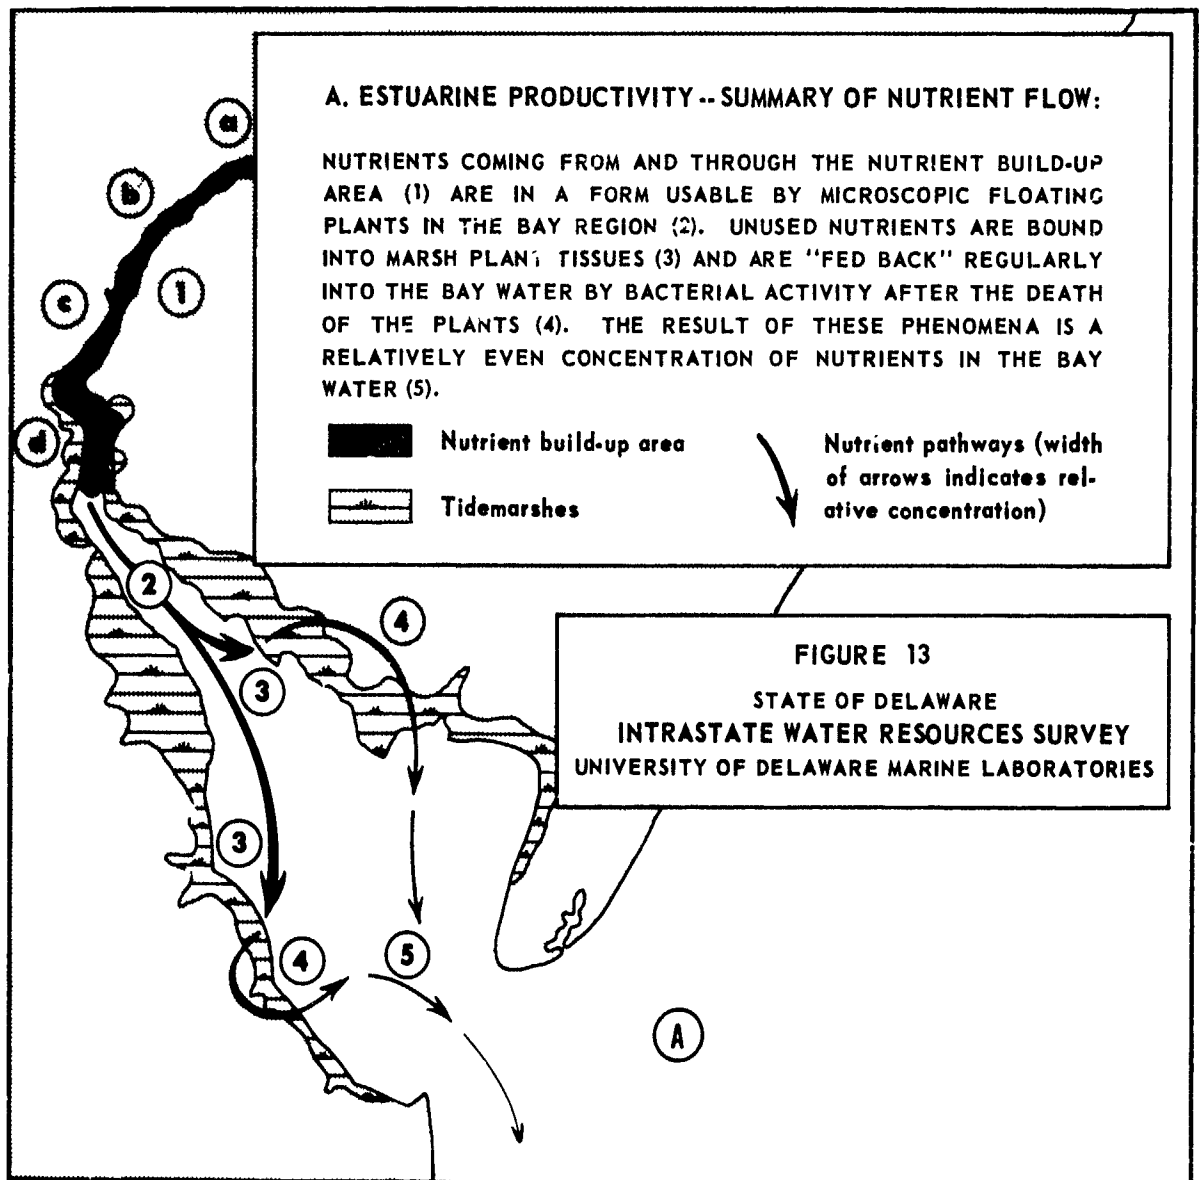 A. ESTUARINE PRODUCTIVITY -- SUMMARY OF NUTRIENT FLOW:
NUTRIENTS COMING FROM AND THROUGH THE NUTRIENT BUILD-UP
AREA (1) ARE IN A FORM USABLE BY MICROSCOPIC FLOATING
PLANTS IN THE BAY REGION (2). UNUSED NUTRIENTS ARE BOUND
INTO MARSH PLANT TISSUES (3) AND ARE "FED BACK" REGULARLY
INTO THE BAY WATER BY BACTERIAL ACTIVITY AFTER THE DEATH
OF THE PLANTS (4). THE RESULT OF THESE PHENOMENA IS A
RELATIVELY EVEN CONCENTRATION OF NUTRIENTS IN THE BAY
WATER (5).
Nutrient build-up area
Tidemarshes
Nutrient pathways (width
of arrows indicates rel-
ative concentration)
a
b
c
1
d
2
3
4
3
4
5
A
FIGURE 13
STATE OF DELAWARE
INTRASTATE WATER RESOURCES SURVEY
UNIVERSITY OF DELAWARE MARINE LABORATORIES